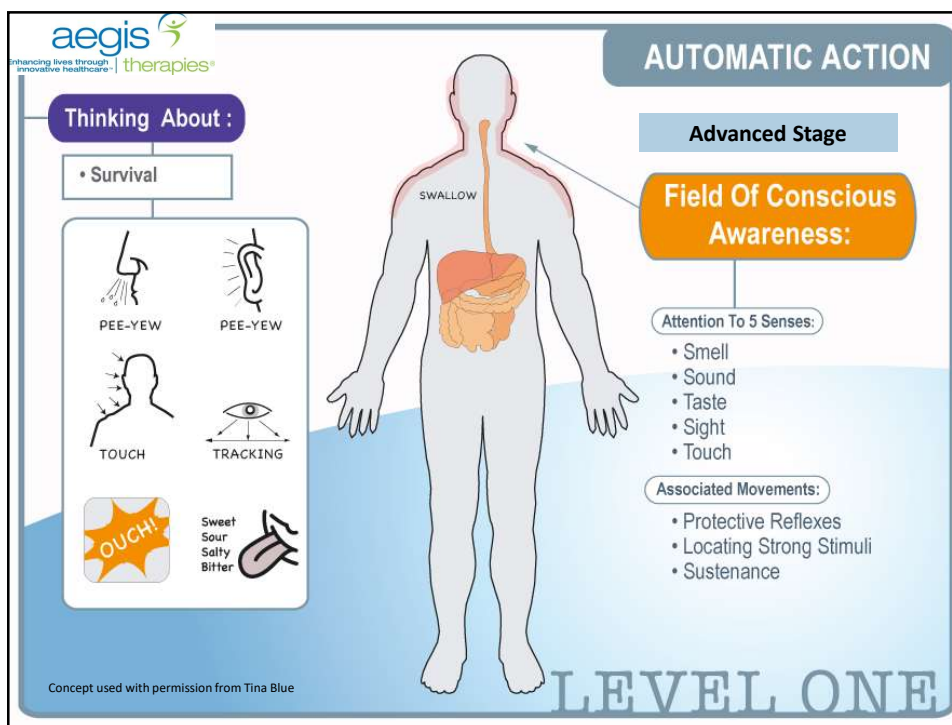 aegis
Enhancing lives through
innovative healthcare™
therapies®
AUTOMATIC ACTION
Thinking About :
• Survival
PEE-YEW
PEE-YEW
TOUCH
TRACKING
OUCH!
Sweet
Sour
Salty
Bitter
SWALLOW
Advanced Stage
Field Of Conscious
Awareness:
Attention To 5 Senses:
• Smell
• Sound
• Taste
• Sight
• Touch
Associated Movements:
• Protective Reflexes
• Locating Strong Stimuli
• Sustenance
Concept used with permission from Tina Blue
LEVEL ONE